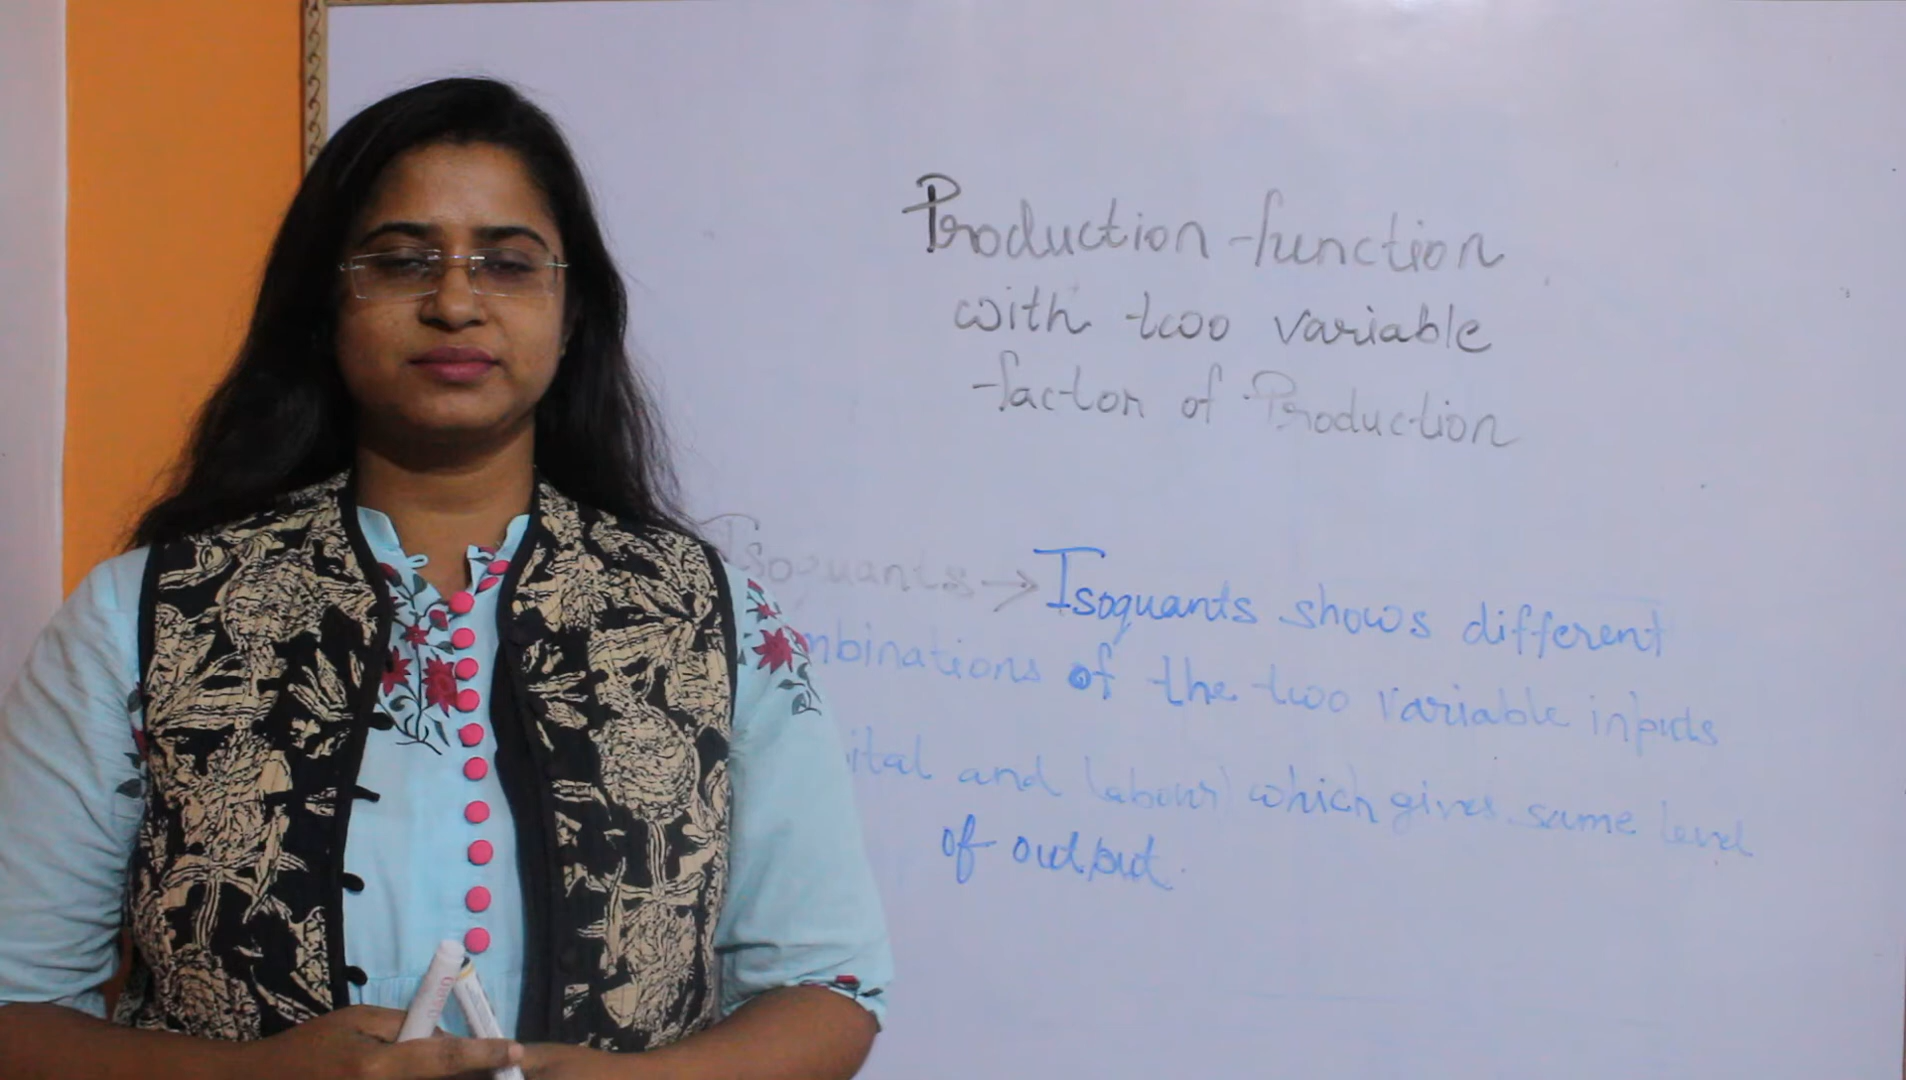 Production function
with two variable
factor of Production
Isoquants → Isoquants shows different
mbinations of the two variable inputs
ital and labour) which gives same level
of output.